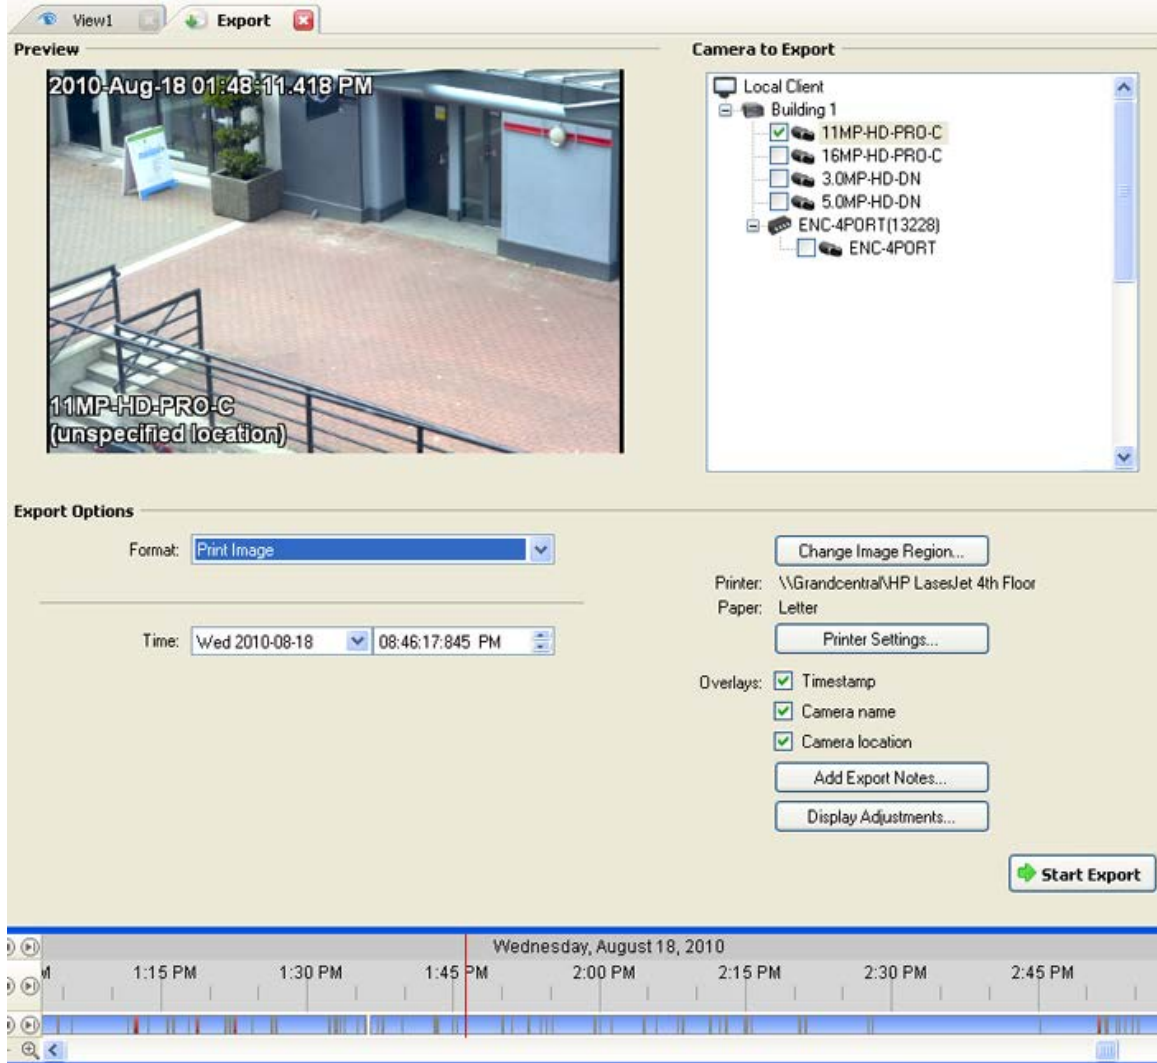 View1
Export
Preview
2010-Aug-18 01:48:11.418 PM
11MP-HD-PRO-C
(unspecified location)
Camera to Export
Local Client
Building 1
11MP-HD-PRO-C
16MP-HD-PRO-C
3.0MP-HD-DN
5.0MP-HD-DN
ENC-4PORT(13228)
ENC-4PORT
Export Options
Format: Print Image
Time: Wed 2010-08-18 08:46:17:845 PM
Change Image Region...
Printer: \\Grandcentral\HP LaserJet 4th Floor
Paper: Letter
Printer Settings...
Overlays: Timestamp
Camera name
Camera location
Add Export Notes...
Display Adjustments...
Start Export
Wednesday, August 18, 2010
1:15 PM 1:30 PM 1:45 PM 2:00 PM 2:15 PM 2:30 PM 2:45 PM